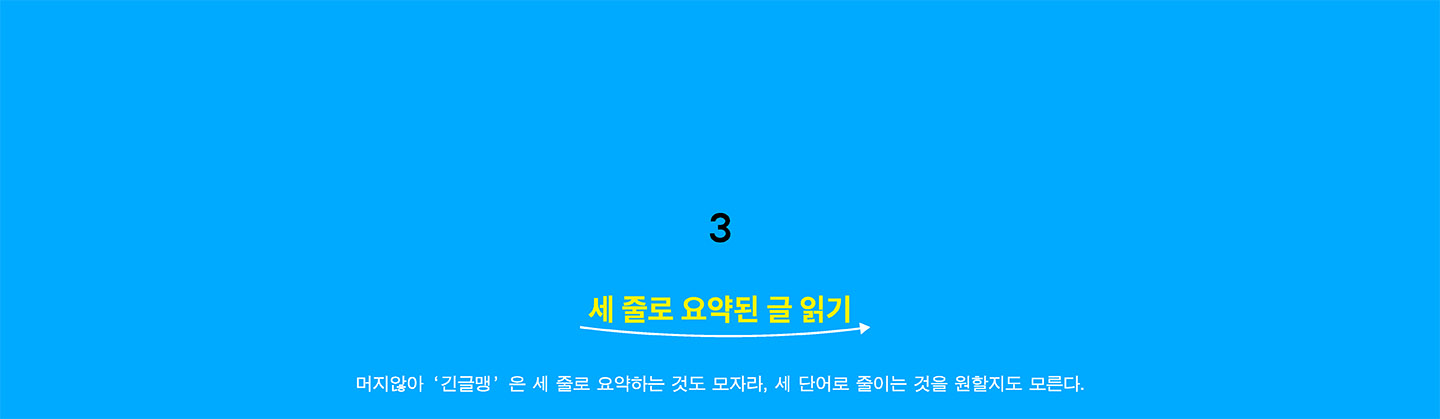 3
세 줄로 요약된 글 읽기
머지않아 ‘긴글맹’ 은 세 줄로 요약하는 것도 모자라, 세 단어로 줄이는 것을 원할지도 모른다.